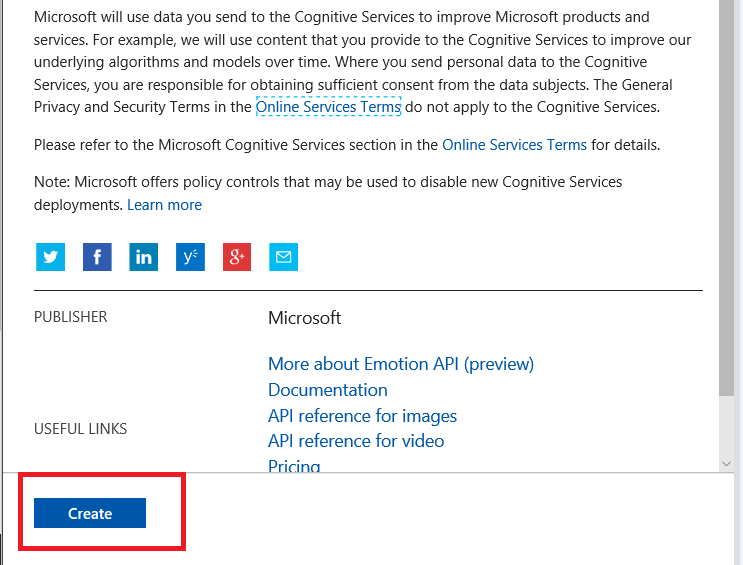 Microsoft will use data you send to the Cognitive Services to improve Microsoft products and
services. For example, we will use content that you provide to the Cognitive Services to improve our
underlying algorithms and models over time. Where you send personal data to the Cognitive
Services, you are responsible for obtaining sufficient consent from the data subjects. The General
Privacy and Security Terms in the Online Services Terms do not apply to the Cognitive Services.
Please refer to the Microsoft Cognitive Services section in the Online Services Terms for details.
Note: Microsoft offers policy controls that may be used to disable new Cognitive Services
deployments. Learn more
f in y g+
PUBLISHER Microsoft
More about Emotion API (preview)
Documentation
API reference for images
USEFUL LINKS
API reference for video
Pricing
Create